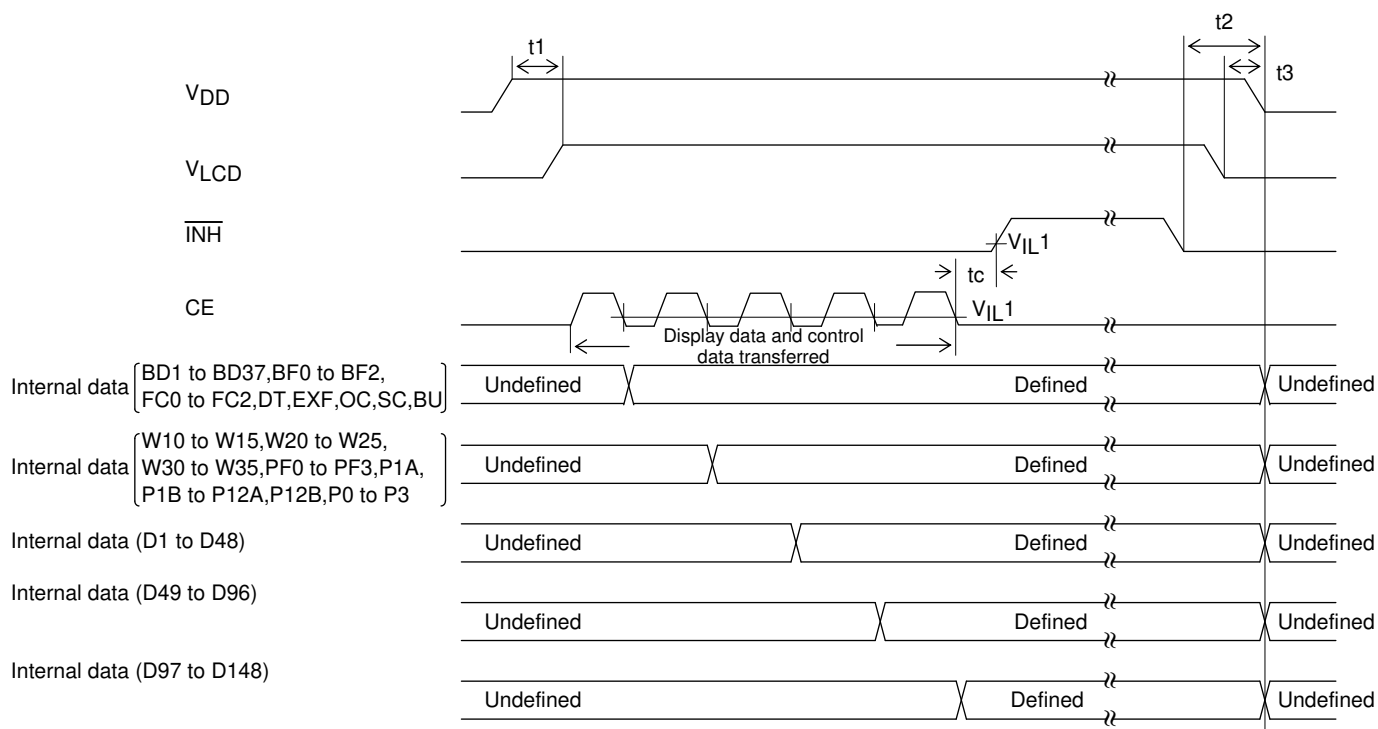 t1
t2
t3
VDD
VLCD
INH
VIL1
tc
CE
VIL1
Display data and control
data transferred
Internal data BD1 to BD37,BF0 to BF2,
FC0 to FC2,DT,EXF,OC,SC,BU
Undefined Defined Undefined
Internal data W10 to W15,W20 to W25,
W30 to W35,PF0 to PF3,P1A,
P1B to P12A,P12B,P0 to P3
Undefined Defined Undefined
Internal data (D1 to D48) Undefined Defined Undefined
Internal data (D49 to D96)
Undefined Defined Undefined
Internal data (D97 to D148)
Undefined Defined Undefined